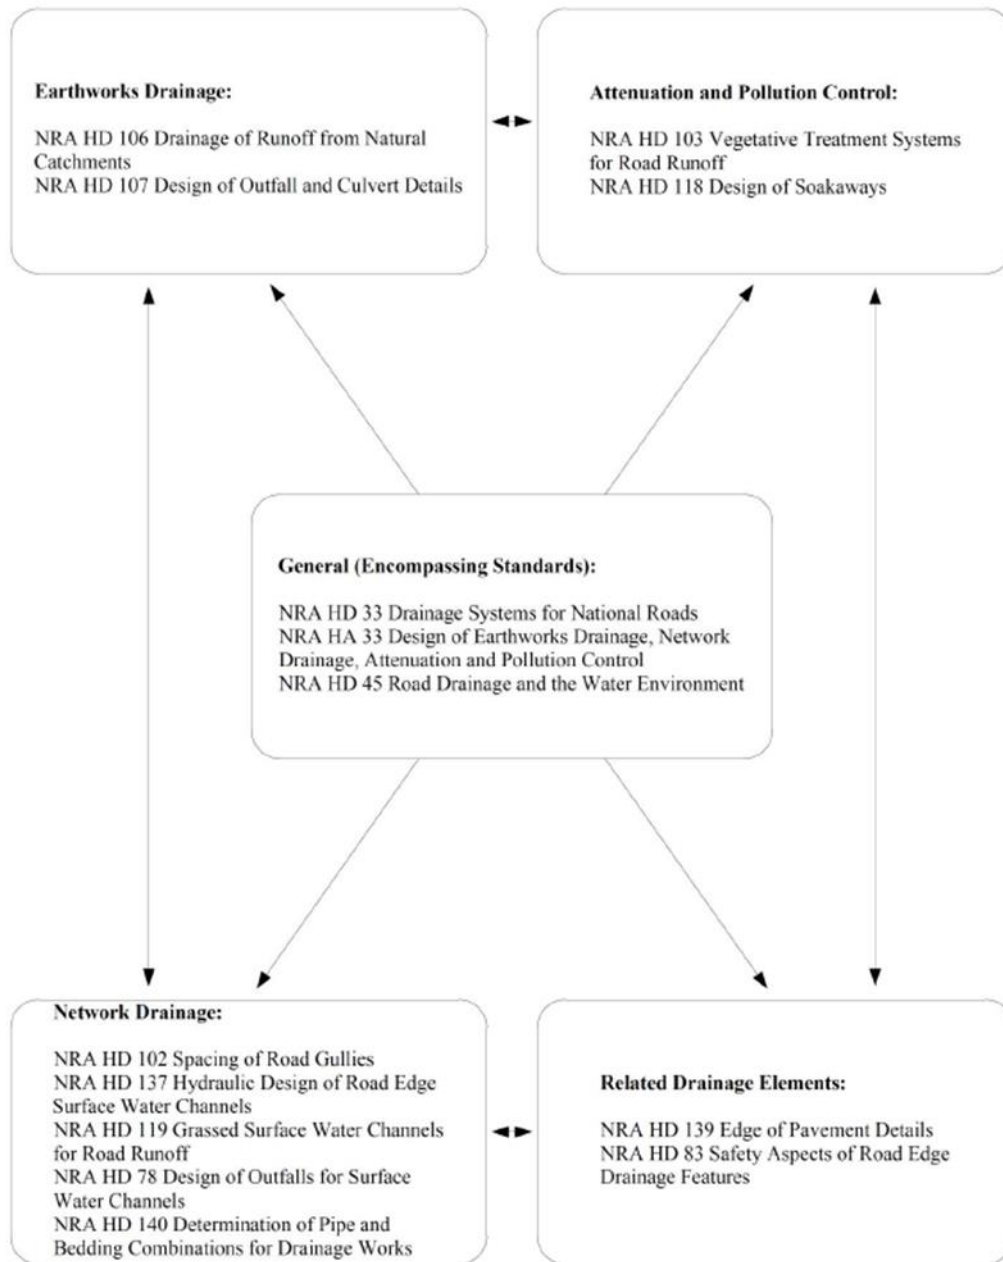 Earthworks Drainage:
NRA HD 106 Drainage of Runoff from Natural
Catchments
NRA HD 107 Design of Outfall and Culvert Details
Attenuation and Pollution Control:
NRA HD 103 Vegetative Treatment Systems
for Road Runoff
NRA HD 118 Design of Soakaways
General (Encompassing Standards):
NRA HD 33 Drainage Systems for National Roads
NRA HA 33 Design of Earthworks Drainage, Network
Drainage, Attenuation and Pollution Control
NRA HD 45 Road Drainage and the Water Environment
Network Drainage:
NRA HD 102 Spacing of Road Gullies
NRA HD 137 Hydraulic Design of Road Edge
Surface Water Channels
NRA HD 119 Grassed Surface Water Channels
for Road Runoff
NRA HD 78 Design of Outfalls for Surface
Water Channels
NRA HD 140 Determination of Pipe and
Bedding Combinations for Drainage Works
Related Drainage Elements:
NRA HD 139 Edge of Pavement Details
NRA HD 83 Safety Aspects of Road Edge
Drainage Features